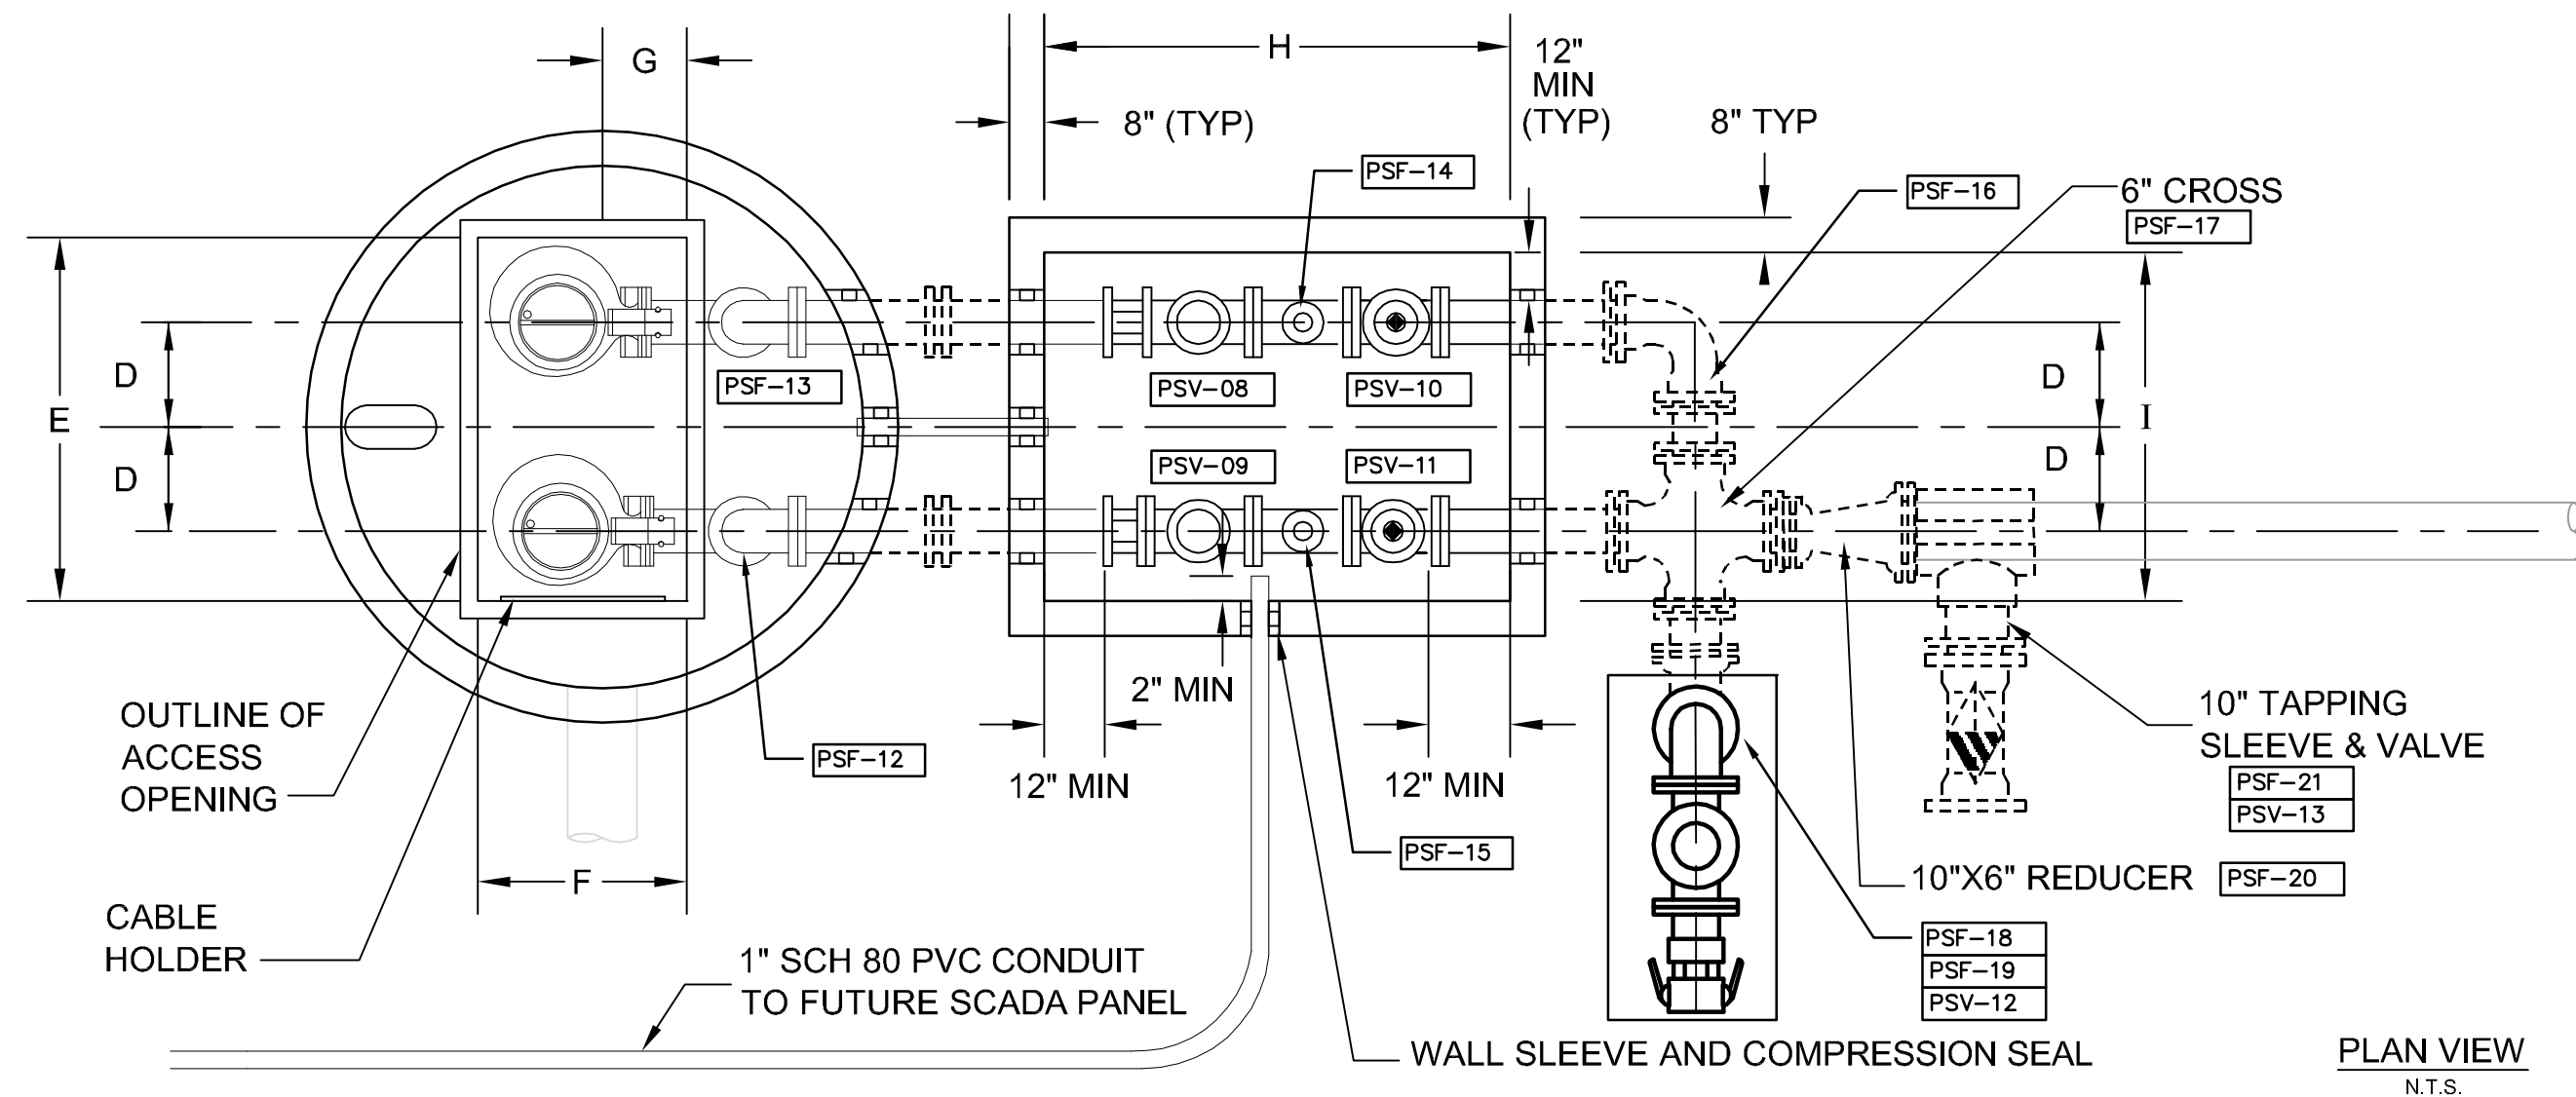 G
H
12"
MIN
(TYP)
8" (TYP)
8" TYP
PSF-14
PSF-16
6" CROSS
PSF-17
D
E
D
PSF-13
PSV-08
PSV-10
PSV-09
PSV-11
D
I
D
2" MIN
12" MIN
12" MIN
OUTLINE OF
ACCESS
OPENING
PSF-12
F
CABLE
HOLDER
PSF-15
10" TAPPING
SLEEVE & VALVE
PSF-21
PSV-13
10"X6" REDUCER
PSF-20
PSF-18
PSF-19
PSV-12
1" SCH 80 PVC CONDUIT
TO FUTURE SCADA PANEL
WALL SLEEVE AND COMPRESSION SEAL
PLAN VIEW
N.T.S.